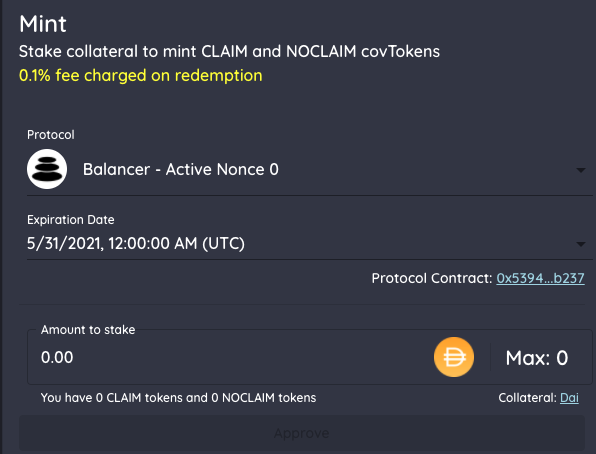 Mint
Stake collateral to mint CLAIM and NOCLAIM covTokens
0.1% fee charged on redemption
Protocol
Balancer - Active Nonce 0
Expiration Date
5/31/2021, 12:00:00 AM (UTC)
Protocol Contract: 0x5394...b237
Amount to stake
0.00 Max: 0
You have 0 CLAIM tokens and 0 NOCLAIM tokens Collateral: Dai
Approve